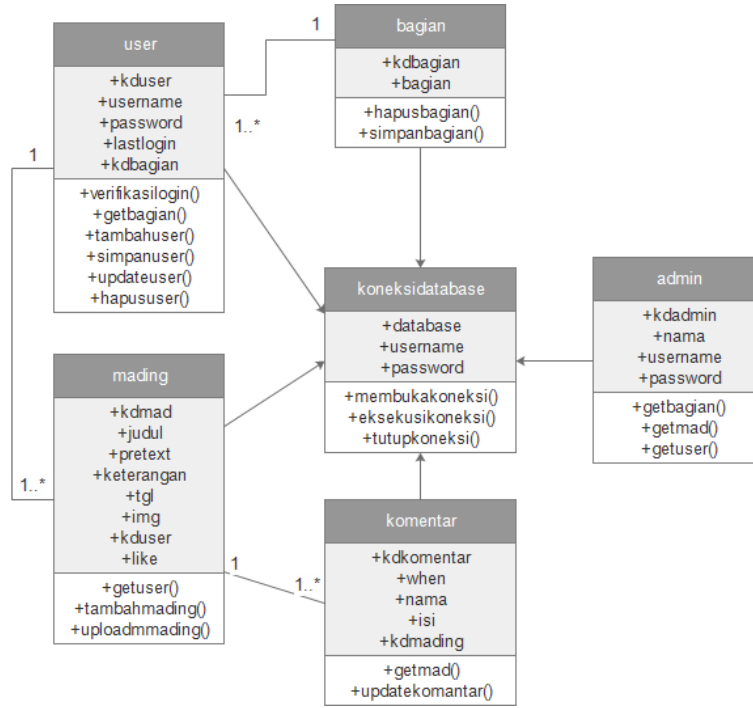 user
+kduser
+username
+password
+lastlogin
+kdbagian
+verifikasilogin()
+getbagian()
+tambahuser()
+simpanuser()
+updateuser()
+hapususer()
1
1..*
bagian
+kdbagian
+bagian
+hapusbagian()
+simpanbagian()
1
1..*
koneksidatabase
+database
+username
+password
+membukakoneksi()
+eksekusikoneksi()
+tutupkoneksi()
admin
+kdadmin
+nama
+username
+password
+getbagian()
+getmad()
+getuser()
mading
+kdmad
+judul
+pretext
+keterangan
+tgl
+img
+kduser
+like
+getuser()
+tambahmading()
+uploadmmading()
1
1..*
komentar
+kdkomentar
+when
+nama
+isi
+kdmading
+getmad()
+updatekomantar()